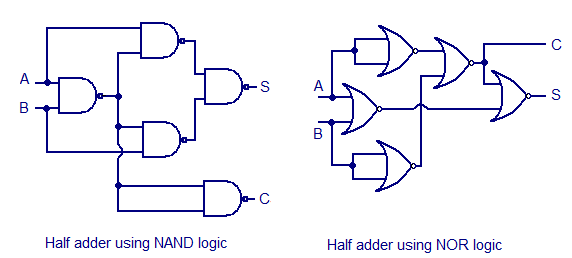 A
B
S
C
Half adder using NAND logic
A
B
C
S
Half adder using NOR logic